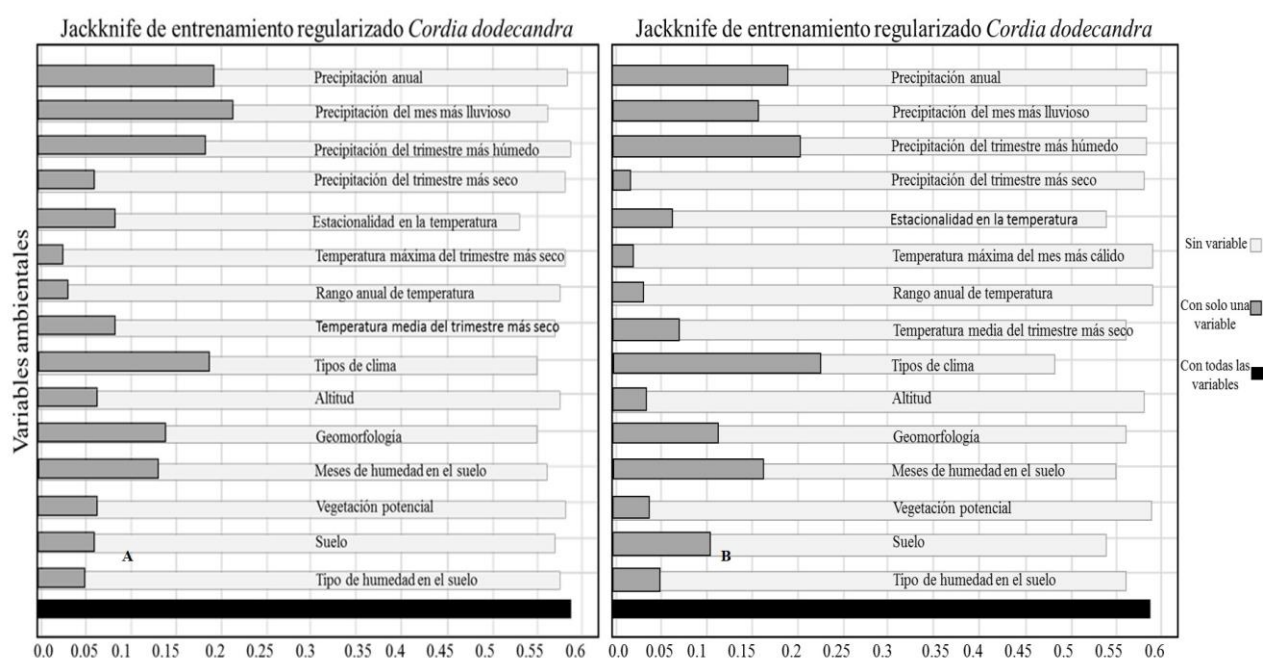 Jackknife de entrenamiento regularizado Cordia dodecandra
Variables ambientales
Precipitación anual
Precipitación del mes más lluvioso
Precipitación del trimestre más húmedo
Precipitación del trimestre más seco
Estacionalidad en la temperatura
Temperatura máxima del trimestre más seco
Rango anual de temperatura
Temperatura media del trimestre más seco
Tipos de clima
Altitud
Geomorfología
Meses de humedad en el suelo
Vegetación potencial
Suelo
A
Tipo de humedad en el suelo
0.0 0.05 0.1 0.15 0.2 0.25 0.3 0.35 0.4 0.45 0.5 0.55 0.6
Jackknife de entrenamiento regularizado Cordia dodecandra
Precipitación anual
Precipitación del mes más lluvioso
Precipitación del trimestre más húmedo
Precipitación del trimestre más seco
Estacionalidad en la temperatura
Temperatura máxima del mes más cálido
Rango anual de temperatura
Temperatura media del trimestre más seco
Tipos de clima
Altitud
Geomorfología
Meses de humedad en el suelo
Vegetación potencial
Suelo
B
Tipo de humedad en el suelo
0.0 0.05 0.1 0.15 0.2 0.25 0.3 0.35 0.4 0.45 0.5 0.55 0.6
Sin variable
Con solo una
variable
Con todas las
variables